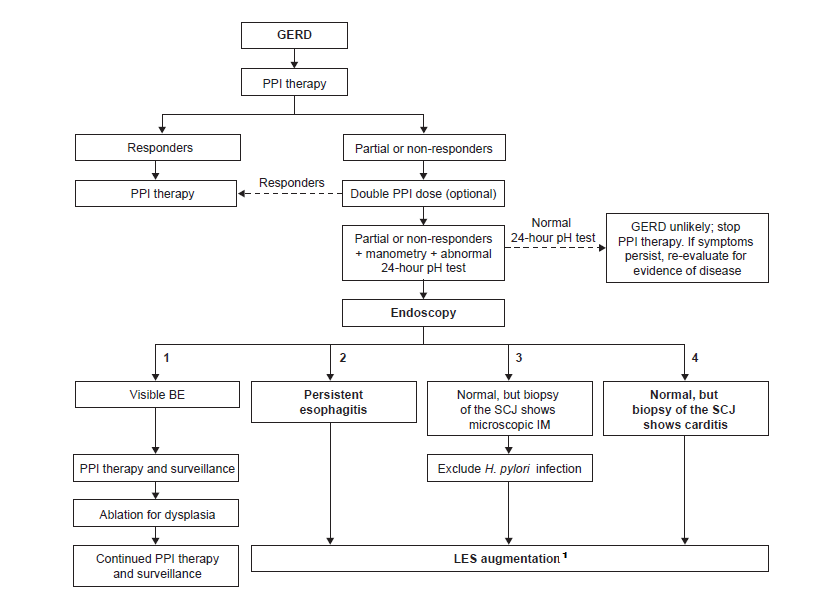 GERD
PPI therapy
Responders
Partial or non-responders
PPI therapy
Responders
Double PPI dose (optional)
Partial or non-responders
+ manometry + abnormal
24-hour pH test
Normal
24-hour pH test
GERD unlikely; stop
PPI therapy. If symptoms
persist, re-evaluate for
evidence of disease
Endoscopy
1
2
3
4
Visible BE
Persistent
esophagitis
Normal, but biopsy
of the SCJ shows
microscopic IM
Normal, but
biopsy of the SCJ
shows carditis
PPI therapy and surveillance
Exclude H. pylori infection
Ablation for dysplasia
Continued PPI therapy
and surveillance
LES augmentation 1